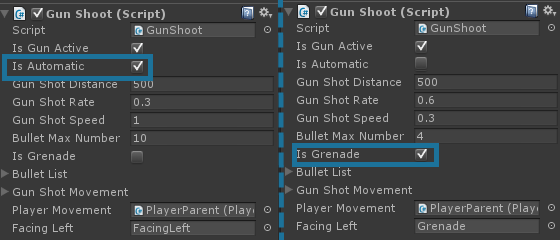 Gun Shoot (Script)
Script GunShoot
Is Gun Active
Is Automatic
Gun Shot Distance 500
Gun Shot Rate 0.3
Gun Shot Speed 1
Bullet Max Number 10
Is Grenade
Bullet List
Gun Shot Movement
Player Movement PlayerParent (Play
Facing Left FacingLeft
Gun Shoot (Script)
Script GunShoot
Is Gun Active
Is Automatic
Gun Shot Distance 500
Gun Shot Rate 0.6
Gun Shot Speed 0.3
Bullet Max Number 4
Is Grenade
Bullet List
Gun Shot Movement
Player Movement PlayerParent (Playe
Facing Left Grenade